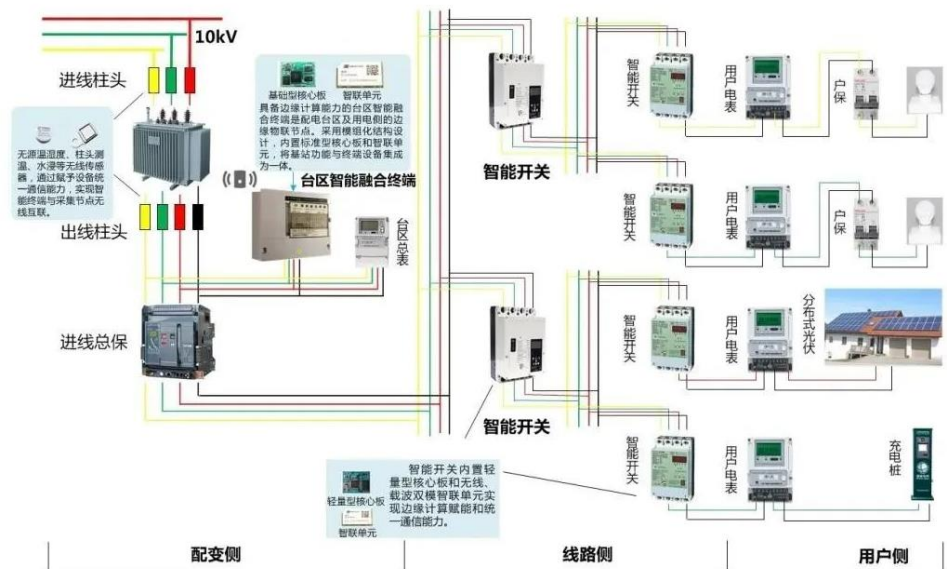 10kV
进线柱头
无源温湿度、柱头测
温、水浸等无线传感
器，通过赋予设备统
一通信能力，实现智
能终端与采集节点无
线互联。
出线柱头
进线总保
基础型核心板
智联单元
具备边缘计算能力的台区智能融
合终端是配电台区及用电侧的边
缘物联节点。采用模组化结构设
计，内置标准型核心板和智联单
元，将基站功能与终端设备集成
为一体。
台区智能融合终端
台区总表
智能开关
智能开关
用户电表
户保
智能开关
用户电表
户保
智能开关
智能开关
用户电表
分布式光伏
智能开关
用户电表
充电桩
轻量型核心板
智联单元
智能开关内置轻
量型核心板和无线、
载波双模智联单元实
现边缘计算赋能和统
一通信能力。
配变侧
线路侧
用户侧